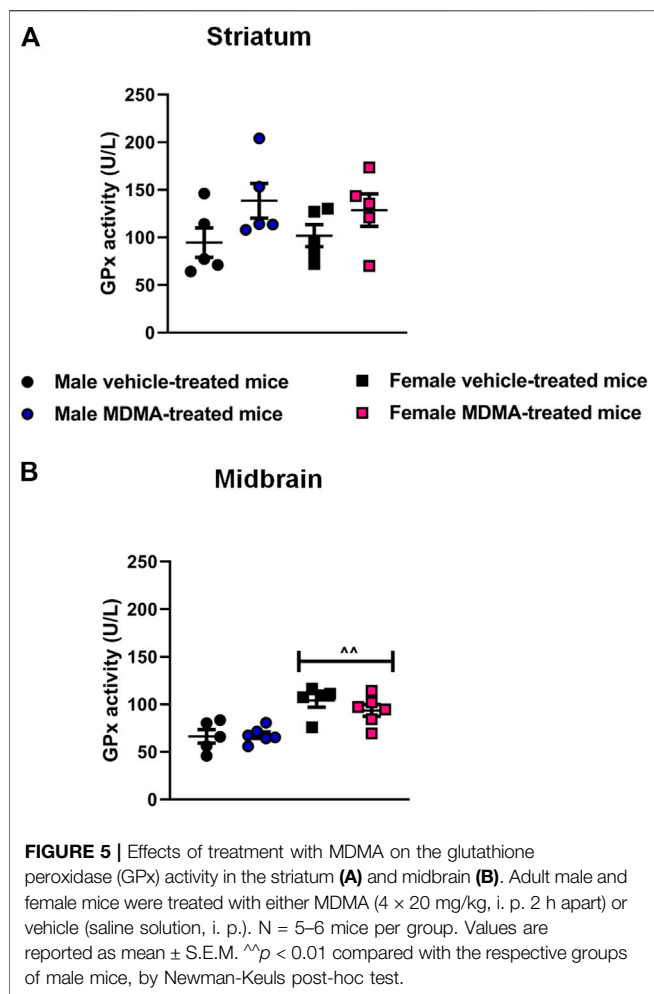 A
Striatum
250
200
150
100
50
0
GPx activity (U/L)
Male vehicle-treated mice
Female vehicle-treated mice
Male MDMA-treated mice
Female MDMA-treated mice
B
Midbrain
250
200
150
100
50
0
GPx activity (U/L)
^^
FIGURE 5 | Effects of treatment with MDMA on the glutathione
peroxidase (GPx) activity in the striatum (A) and midbrain (B). Adult male and
female mice were treated with either MDMA (4 × 20 mg/kg, i. p. 2 h apart) or
vehicle (saline solution, i. p.). N = 5–6 mice per group. Values are
reported as mean ± S.E.M. ^^p < 0.01 compared with the respective groups
of male mice, by Newman-Keuls post-hoc test.